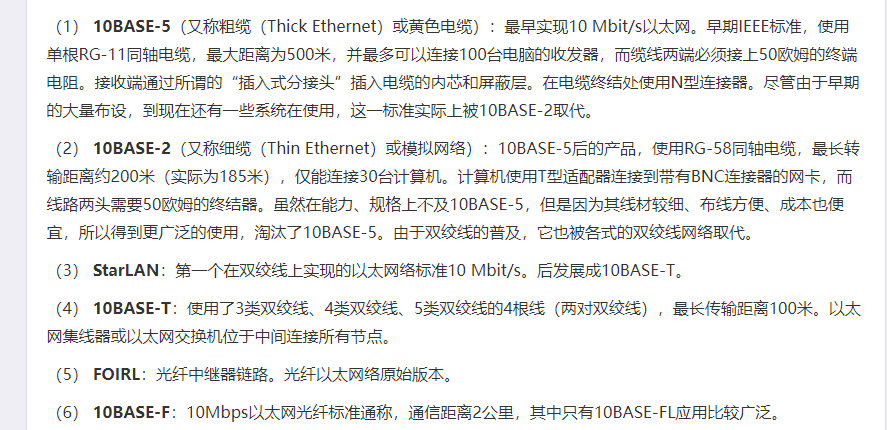 （1） 10BASE-5（又称粗缆（Thick Ethernet）或黄色电缆）：最早实现10 Mbit/s以太网。早期IEEE标准，使用
单根RG-11同轴电缆，最大距离为500米，并最多可以连接100台电脑的收发器，而缆线两端必须接上50欧姆的终端
电阻。接收端通过所谓的“插入式分接头”插入电缆的内芯和屏蔽层。在电缆终结处使用N型连接器。尽管由于早期
的大量布设，到现在还有一些系统在使用，这一标准实际上被10BASE-2取代。
（2） 10BASE-2（又称细缆（Thin Ethernet）或模拟网络）：10BASE-5后的产品，使用RG-58同轴电缆，最长转
输距离约200米（实际为185米），仅能连接30台计算机。计算机使用T型适配器连接到带有BNC连接器的网卡，而
线路两头需要50欧姆的终结器。虽然在能力、规格上不及10BASE-5，但是因为其线材较细、布线方便、成本也便
宜，所以得到更广泛的使用，淘汰了10BASE-5。由于双绞线的普及，它也被各式的双绞线网络取代。
（3） StarLAN：第一个在双绞线上实现的以太网络标准10 Mbit/s。后发展成10BASE-T。
（4） 10BASE-T：使用了3类双绞线、4类双绞线、5类双绞线的4根线（两对双绞线），最长传输距离100米。以太
网集线器或以太网交换机位于中间连接所有节点。
（5） FOIRL：光纤中继器链路。光纤以太网络原始版本。
（6） 10BASE-F：10Mbps以太网光纤标准通称，通信距离2公里，其中只有10BASE-FL应用比较广泛。